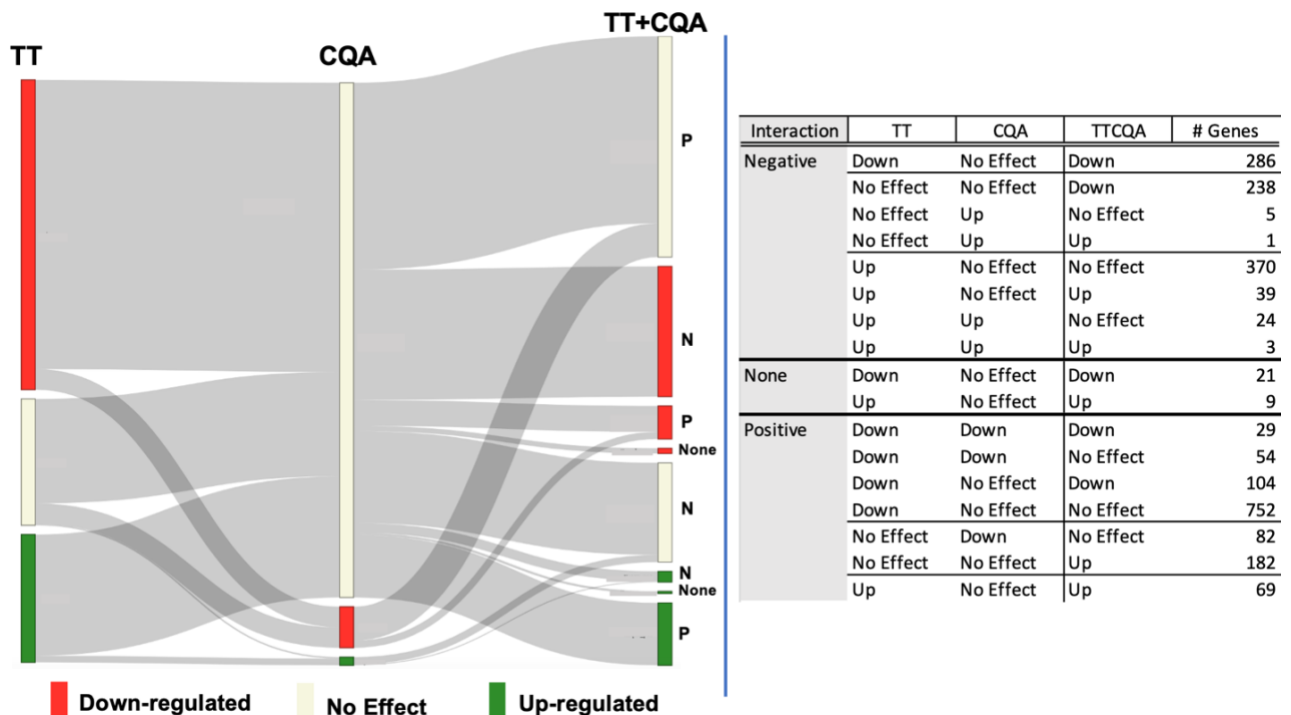 TT
CQA
TT+CQA
P
N
P
None
N
N
None
P
Down-regulated
No Effect
Up-regulated
Interaction TT CQA TTCQA # Genes
Negative Down No Effect Down 286
No Effect No Effect Down 238
No Effect Up No Effect 5
No Effect Up Up 1
Up No Effect No Effect 370
Up No Effect Up 39
Up Up No Effect 24
Up Up Up 3
None Down No Effect Down 21
Up No Effect Up 9
Positive Down Down Down 29
Down Down No Effect 54
Down No Effect Down 104
Down No Effect No Effect 752
No Effect Down No Effect 82
No Effect No Effect Up 182
Up No Effect Up 69